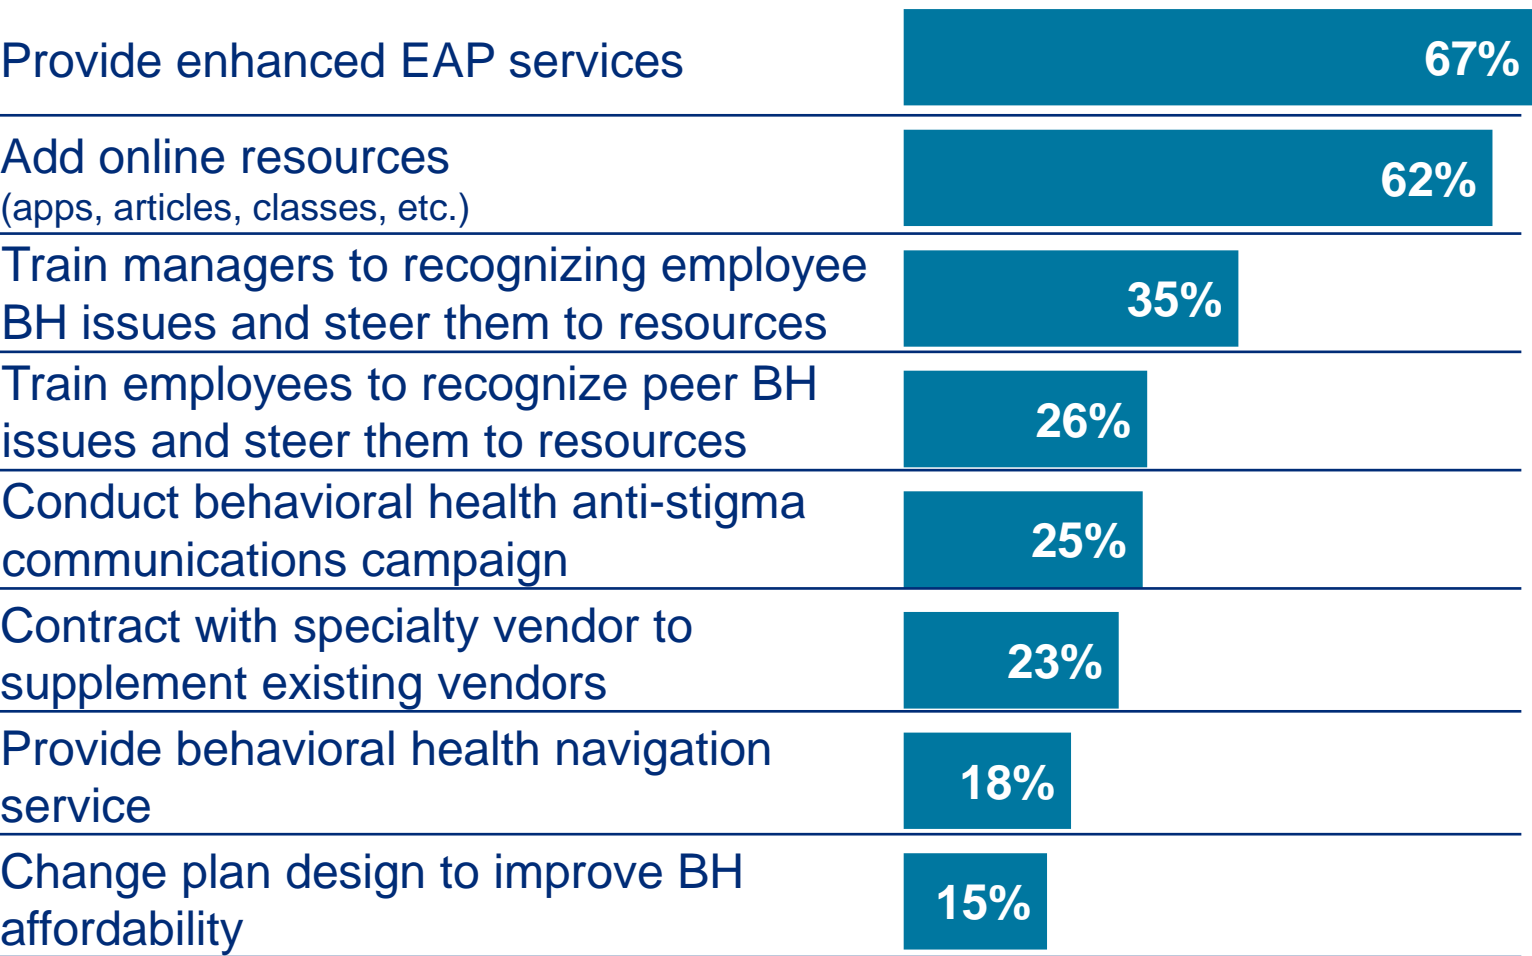 Provide enhanced EAP services
67%
Add online resources
(apps, articles, classes, etc.)
62%
Train managers to recognizing employee
BH issues and steer them to resources
35%
Train employees to recognize peer BH
issues and steer them to resources
26%
Conduct behavioral health anti-stigma
communications campaign
25%
Contract with specialty vendor to
supplement existing vendors
23%
Provide behavioral health navigation
service
18%
Change plan design to improve BH
affordability
15%